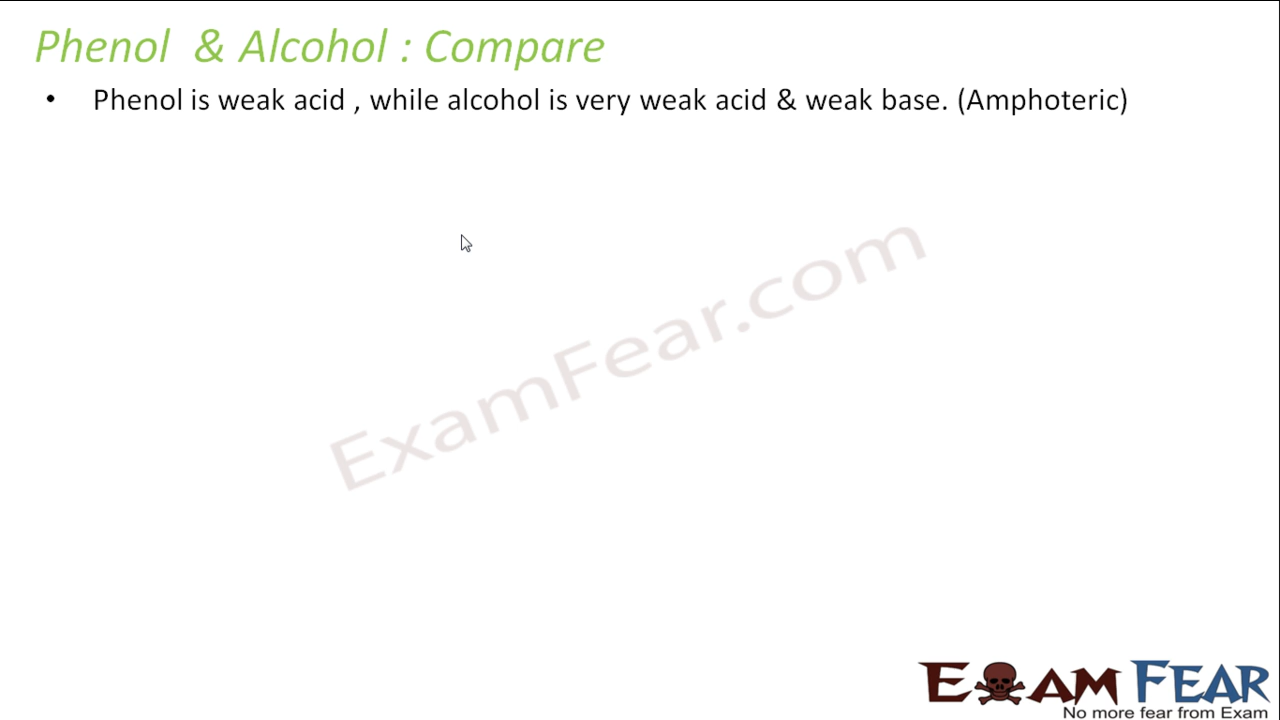 Phenol & Alcohol : Compare
• Phenol is weak acid , while alcohol is very weak acid & weak base. (Amphoteric)
ExamFear.com
EXAM FEAR
No more fear from Exam